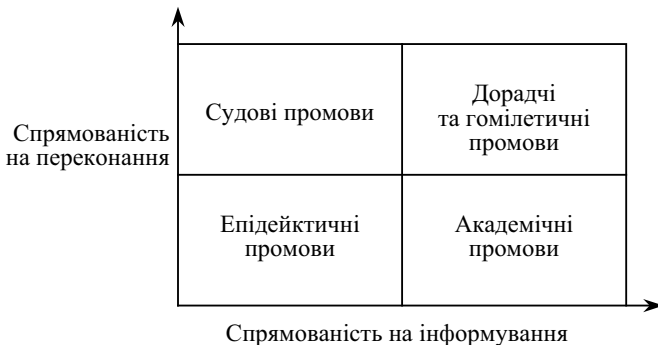 Судові промови
Дорадчі
та гомілетичні
промови
Спрямованість
на переконання
Епідейктичні
промови
Академічні
промови
Спрямованість на інформування